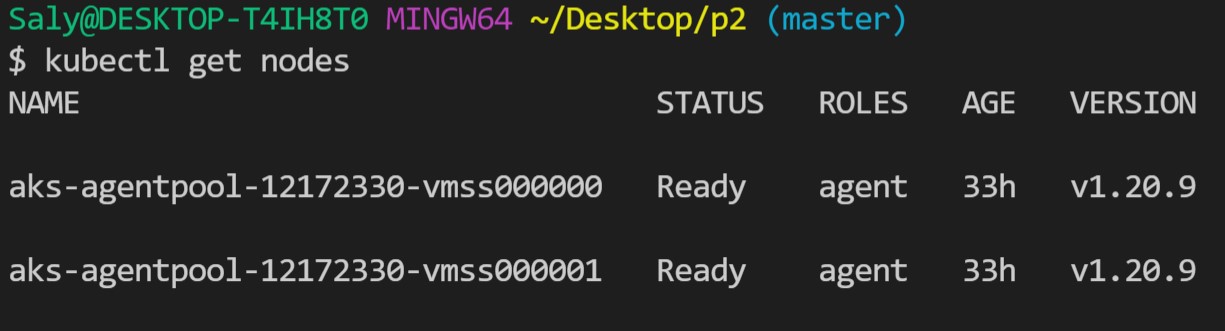 Saly@DESKTOP-T4IH8T0 MINGW64 ~/Desktop/p2 (master)
$ kubectl get nodes
NAME                                STATUS   ROLES   AGE   VERSION
aks-agentpool-12172330-vmss000000   Ready    agent   33h   v1.20.9
aks-agentpool-12172330-vmss000001   Ready    agent   33h   v1.20.9